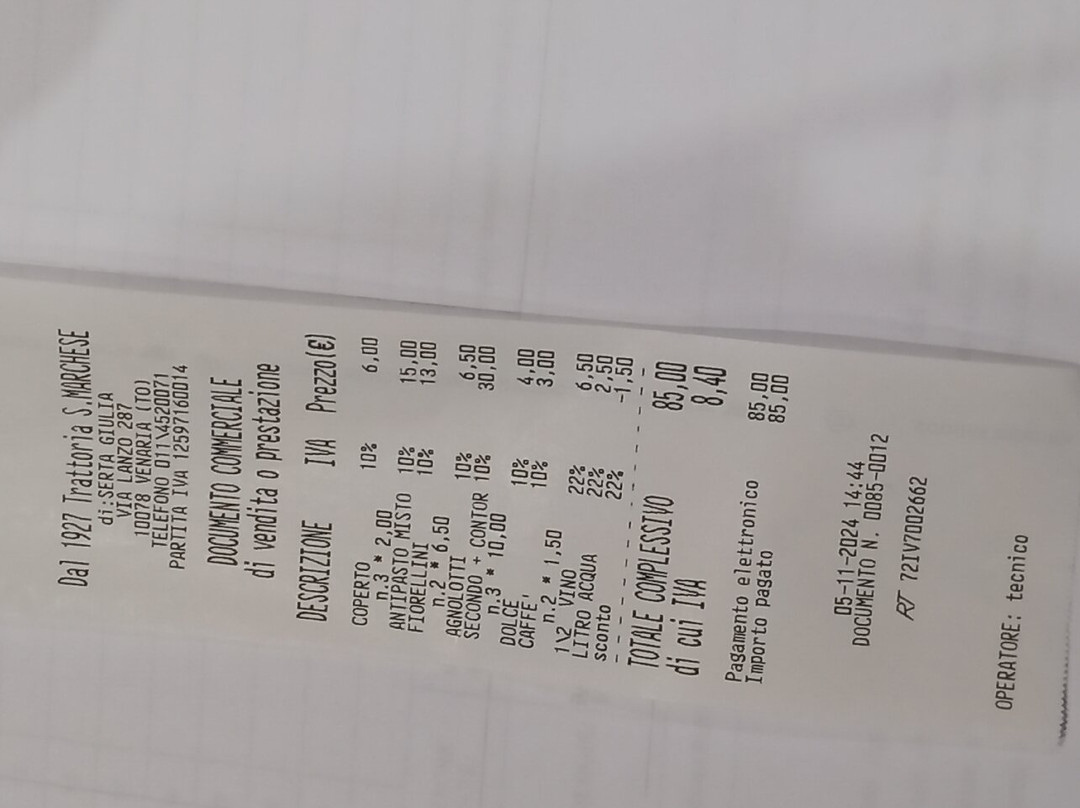 Dal 1927 Trattoria S.MARCHESE
di:SERTA GIULIA
VIA LANZO 287
10078 VENARIA (TO)
TELEFONO 011\4520071
PARTITA IVA 12597160014
DOCUMENTO COMMERCIALE
di vendita o prestazione
DESCRIZIONE IVA Prezzo(€)
COPERTO 10% 6,00
n.3 * 2,00
ANTIPASTO MISTO 10% 15,00
FIORELLINI 10% 13,00
n.2 * 6,50
AGNOLOTTI 10% 6,50
SECONDO + CONTOR 10% 30,00
n.3 * 10,00
DOLCE 10% 4,00
CAFFE' 10% 3,00
n.2 * 1,50
1\2 VINO 22% 6,50
LITRO ACQUA 22% 2,50
sconto 22% -1,50
TOTALE COMPLESSIVO 85,00
di cui IVA 8,40
Pagamento elettronico 85,00
Importo pagato 85,00
05-11-2024 14:44
DOCUMENTO N. 0085-0012
RT 72IV7002662
OPERATORE: tecnico